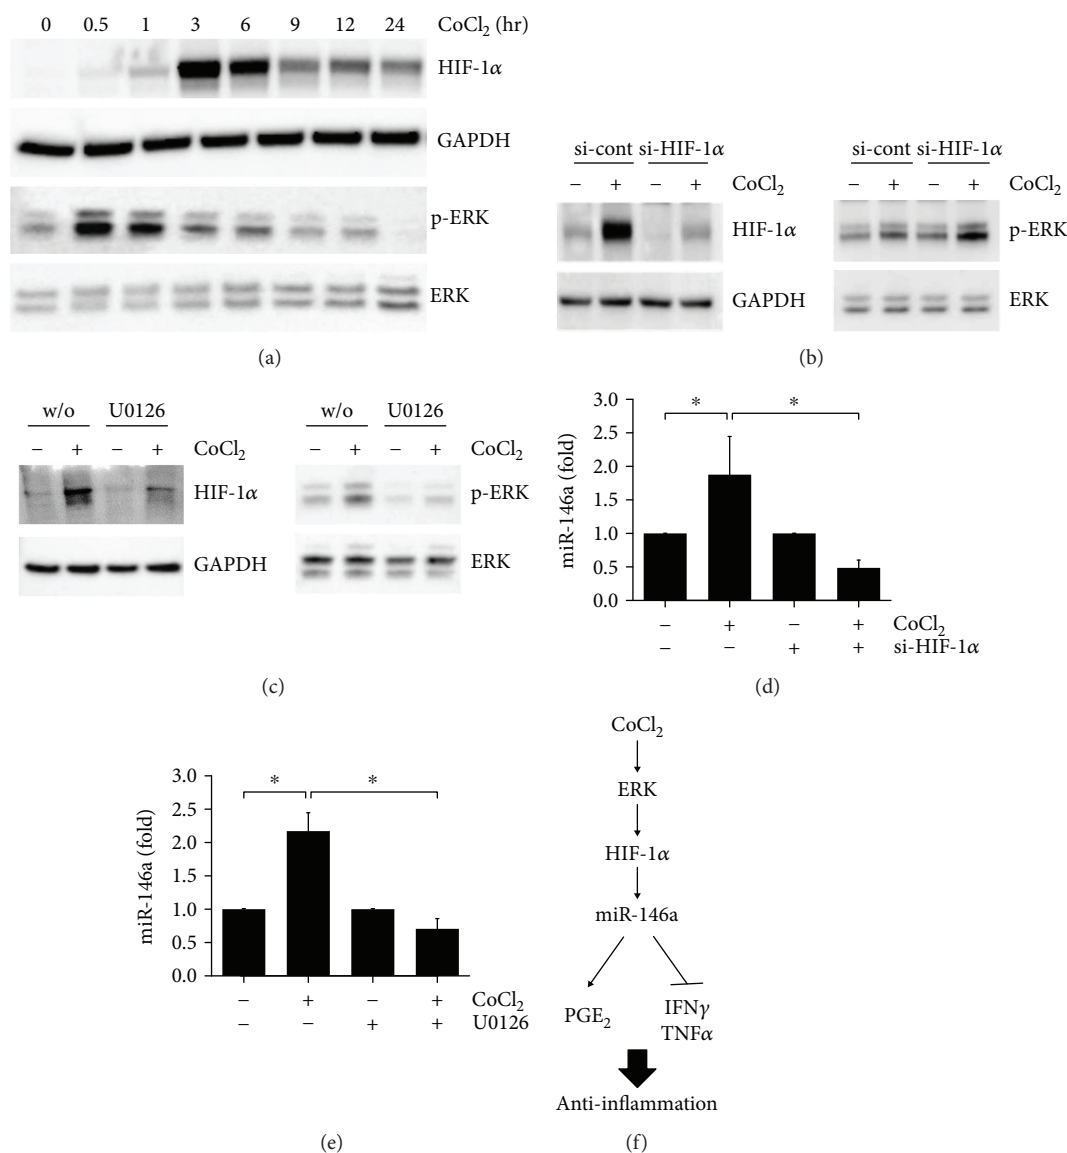 0 0.5 1 3 6 9 12 24 CoCl2 (hr)
HIF-1α
GAPDH
p-ERK
ERK
(a)
si-cont si-HIF-1α
− + − + CoCl2
HIF-1α
GAPDH
si-cont si-HIF-1α
− + − + CoCl2
p-ERK
ERK
(b)
w/o U0126
− + − + CoCl2
HIF-1α
GAPDH
w/o U0126
− + − + CoCl2
p-ERK
ERK
(c)
miR-146a (fold)
3.0
2.5
2.0
1.5
1.0
0.5
0.0
* *
− + − + CoCl2
− − + + si-HIF-1α
(d)
miR-146a (fold)
3.0
2.5
2.0
1.5
1.0
0.5
0.0
* *
− + − + CoCl2
− − + + U0126
(e)
CoCl2
ERK
HIF-1α
miR-146a
PGE2
IFNγ
TNFα
Anti-inflammation
(f)